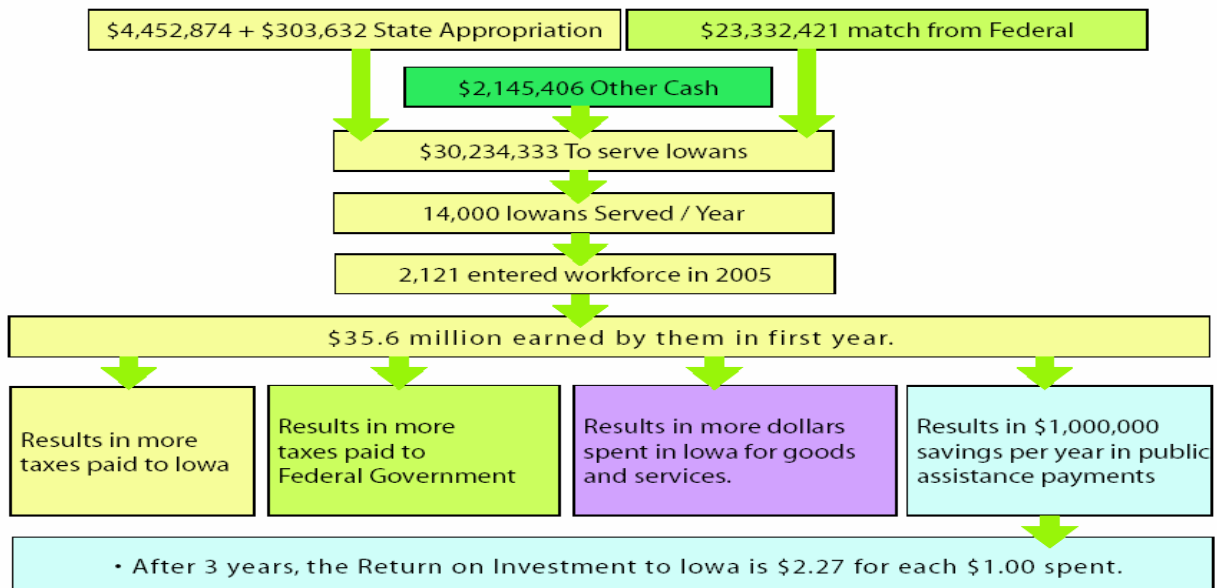 $4,452,874 + $303,632 State Appropriation
$23,332,421 match from Federal
$2,145,406 Other Cash
$30,234,333 To serve Iowans
14,000 Iowans Served / Year
2,121 entered workforce in 2005
$35.6 million earned by them in first year.
Results in more
taxes paid to Iowa
Results in more
taxes paid to
Federal Government
Results in more dollars
spent in Iowa for goods
and services.
Results in $1,000,000
savings per year in public
assistance payments
• After 3 years, the Return on Investment to Iowa is $2.27 for each $1.00 spent.